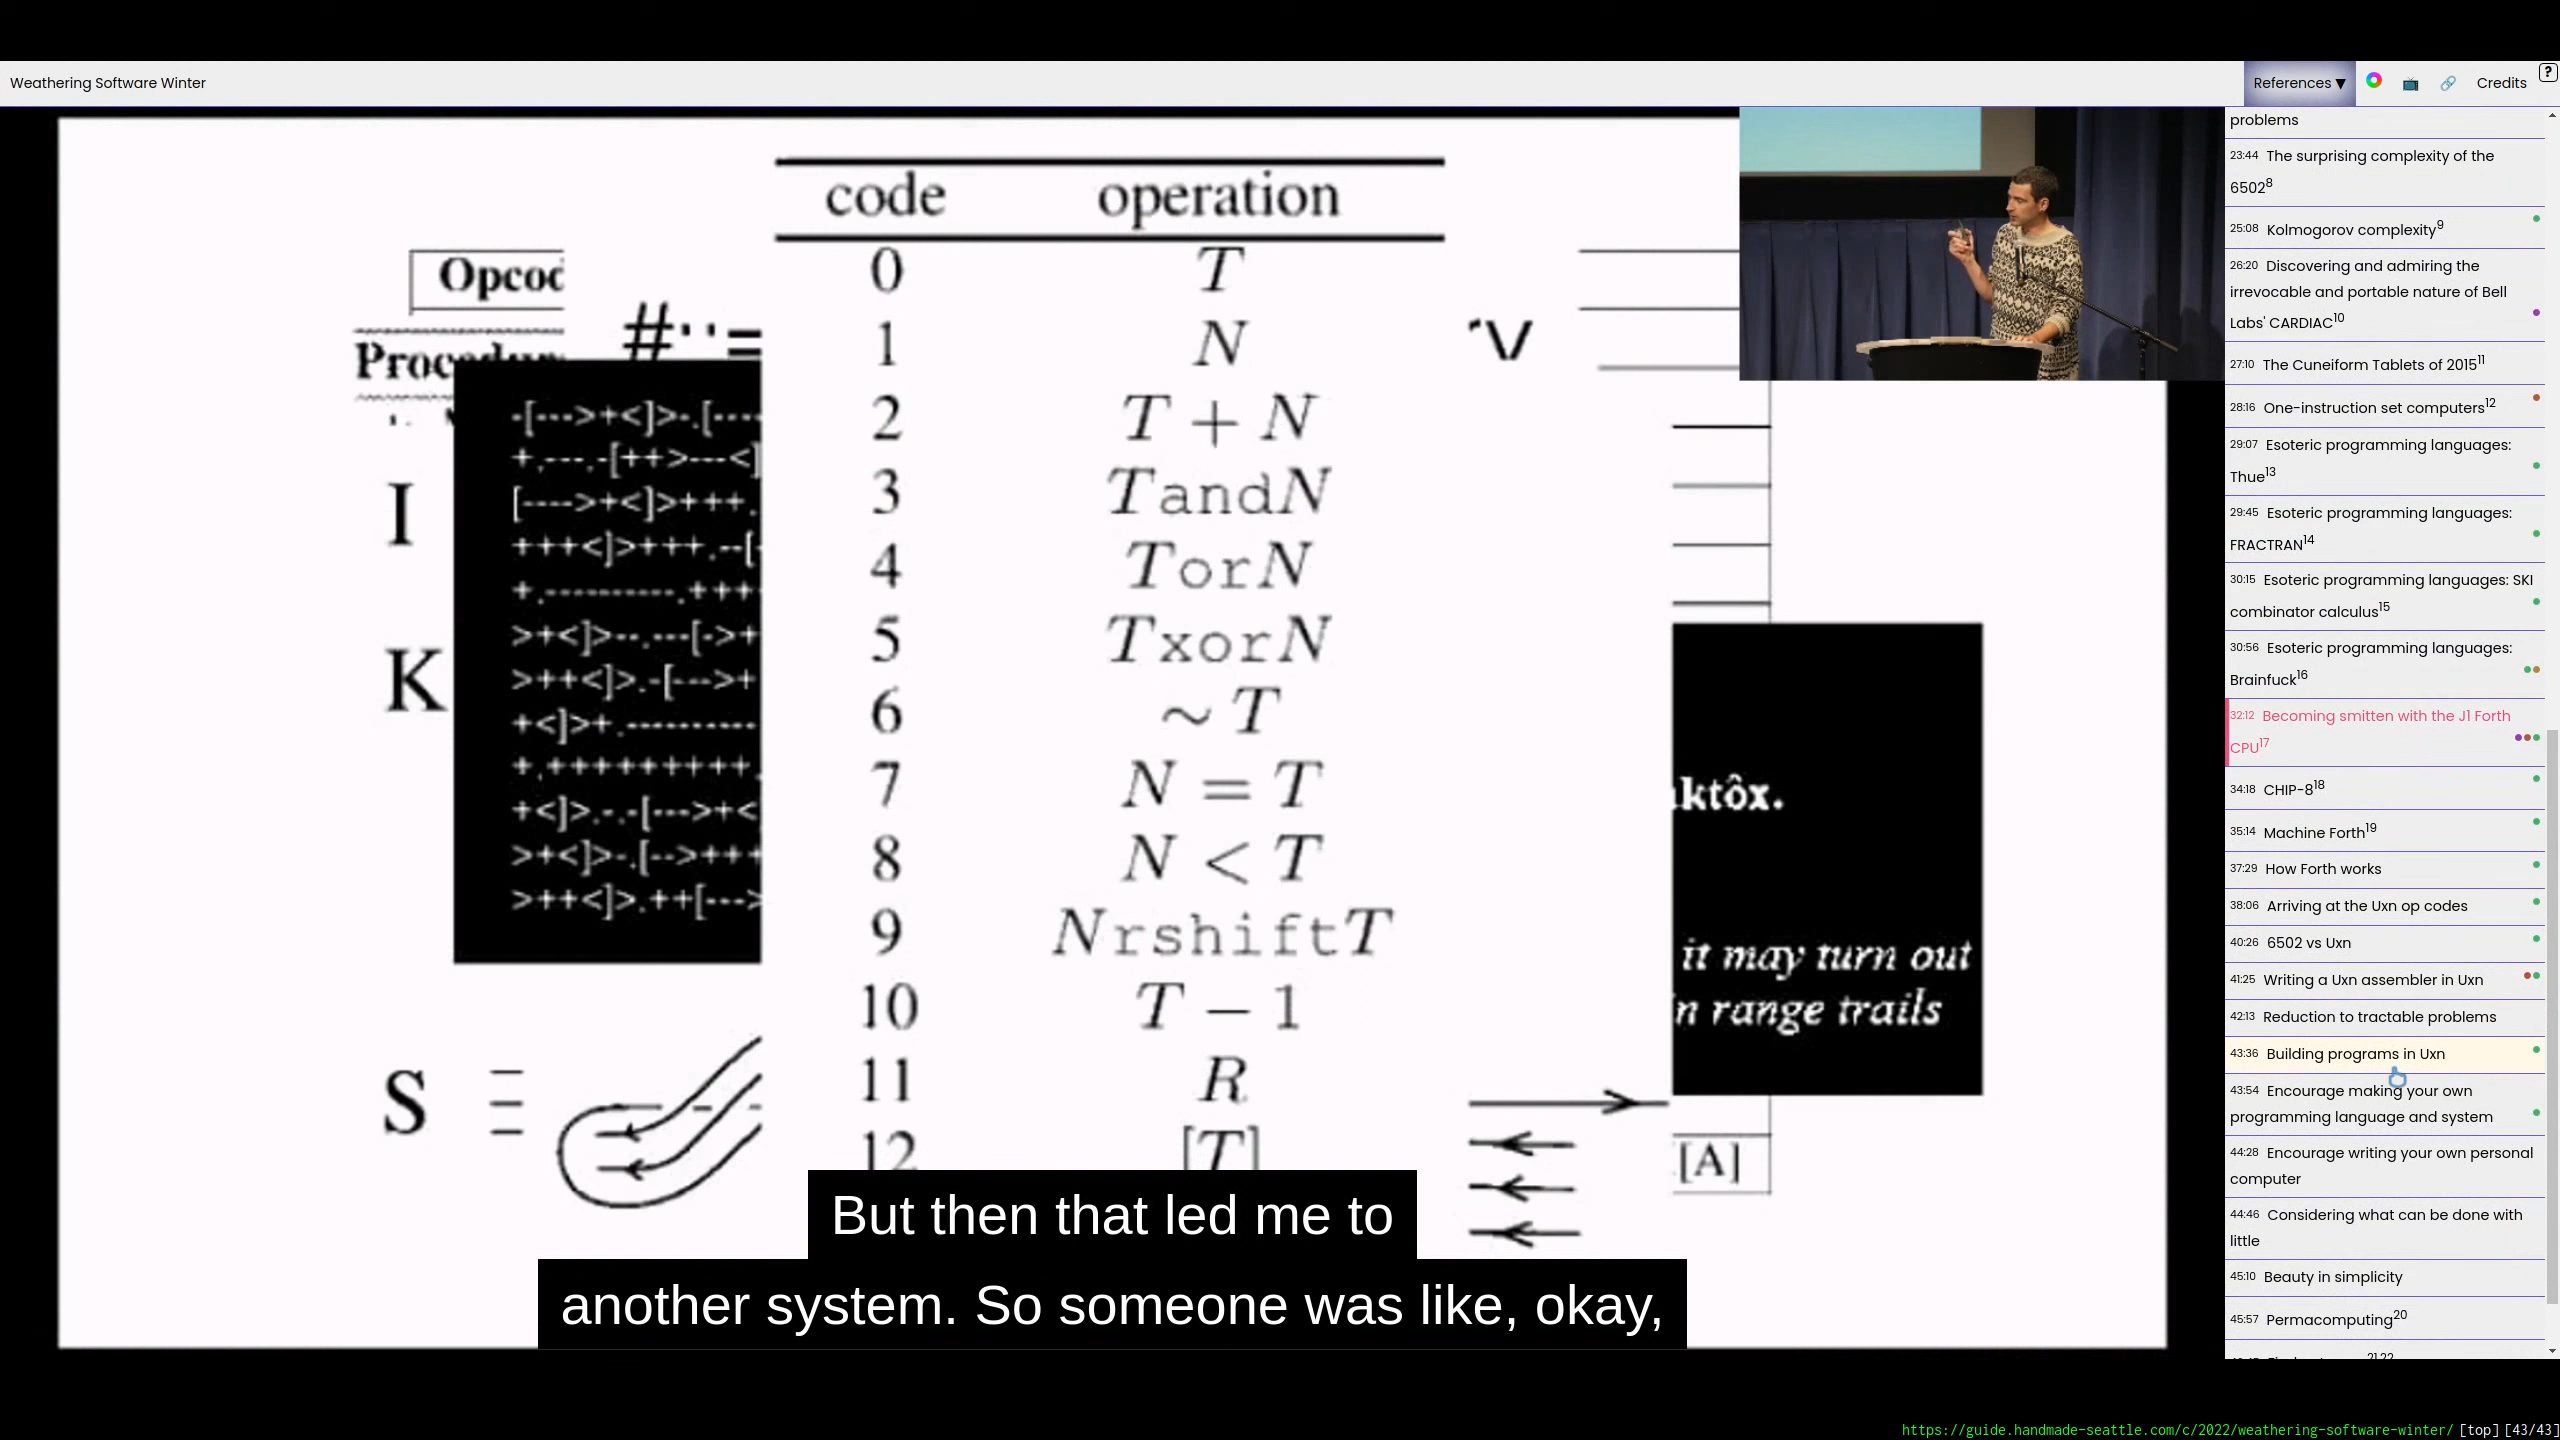 Weathering Software Winter
References ▼
Credits
?
code operation
0 T
1 N
2 T + N
3 TandN
4 TorN
5 TxorN
6 ∼ T
7 N = T
8 N < T
9 NrshiftT
10 T − 1
11 R
12 [T]
I
K
S
-[--->+<]>-.[----
+.---.-[++>---<]
[---->+<]>+++.
+++<]>+++.--[-
+.----------.+++
>+<]>--.---[->+
>++<]>.-[--->+
+<]>+.----------
+.+++++++++.
+<]>.-.-[--->+<
>+<]>-.[-->+++
>++<]>.++[--->
it may turn out
range trails
[A]
But then that led me to
another system. So someone was like, okay,
problems
23:44 The surprising complexity of the
6502⁸
25:08 Kolmogorov complexity⁹
26:20 Discovering and admiring the
irrevocable and portable nature of Bell
Labs' CARDIAC¹⁰
27:10 The Cuneiform Tablets of 2015¹¹
28:16 One-instruction set computers¹²
29:07 Esoteric programming languages:
Thue¹³
29:45 Esoteric programming languages:
FRACTRAN¹⁴
30:15 Esoteric programming languages: SKI
combinator calculus¹⁵
30:56 Esoteric programming languages:
Brainfuck¹⁶
32:12 Becoming smitten with the J1 Forth
CPU¹⁷
34:18 CHIP-8¹⁸
35:14 Machine Forth¹⁹
37:29 How Forth works
38:06 Arriving at the Uxn op codes
40:26 6502 vs Uxn
41:25 Writing a Uxn assembler in Uxn
42:13 Reduction to tractable problems
43:36 Building programs in Uxn
43:54 Encourage making your own
programming language and system
44:28 Encourage writing your own personal
computer
44:46 Considering what can be done with
little
45:10 Beauty in simplicity
45:57 Permacomputing²⁰
https://guide.handmade-seattle.com/c/2022/weathering-software-winter/ [top] [43/43]